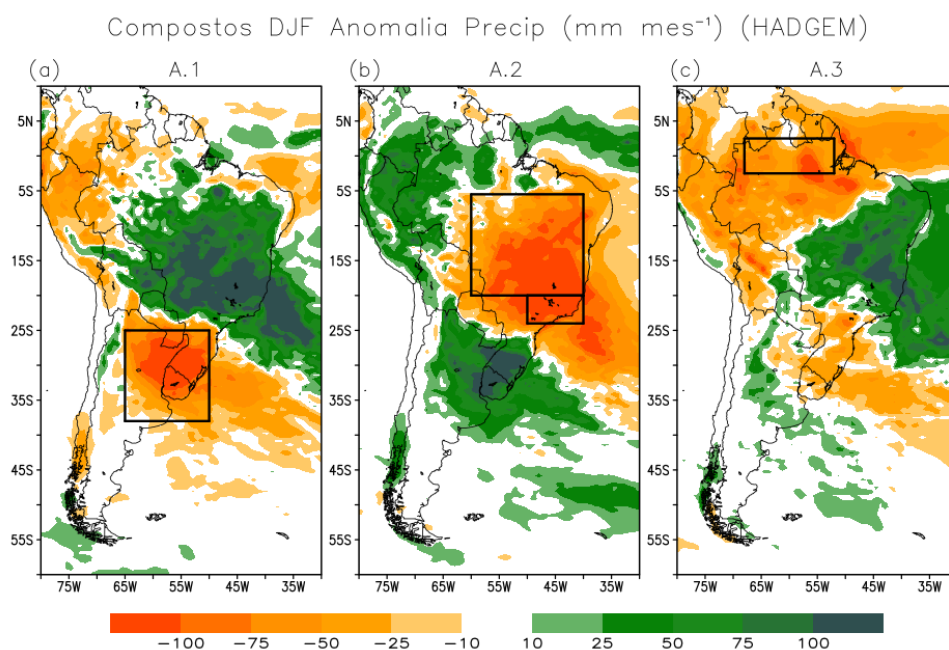 Compostos DJF Anomalia Precip (mm mes⁻¹) (HADGEM)
(a) A.1 (b) A.2 (c) A.3
5N 5N 5N
5S 5S 5S
15S 15S 15S
25S 25S 25S
35S 35S 35S
45S 45S 45S
55S 55S 55S
75W 65W 55W 45W 35W 75W 65W 55W 45W 35W 75W 65W 55W 45W 35W
−100 −75 −50 −25 −10 10 25 50 75 100